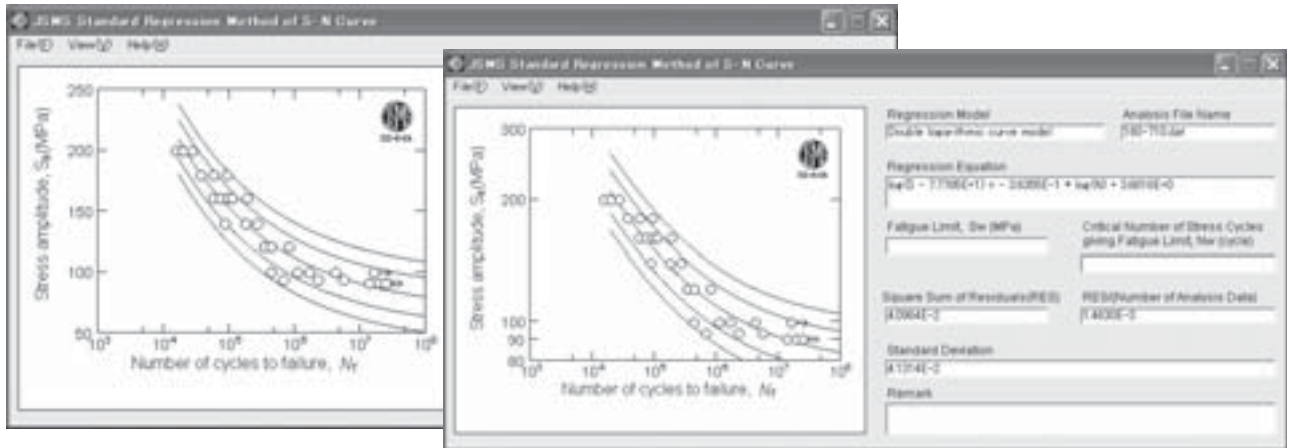 JSMS Standard Regression Method of S-N Curve
File(F) View(V) Help(H)
250
200
150
100
50
Stress amplitude, Sa(MPa)
10³ 10⁴ 10⁵ 10⁶ 10⁷ 10⁸
Number of cycles to failure, Nf
JSMS Standard Regression Method of S-N Curve
File(F) View(V) Help(H)
300
200
100
90
80
Stress amplitude, Sa(MPa)
10³ 10⁴ 10⁵ 10⁶ 10⁷ 10⁸
Number of cycles to failure, Nf
Regression Model
Double logarithmic curve model
Analysis File Name
Regression Equation
Fatigue Limit, Sw (MPa)
Critical Number of Stress Cycles
giving Fatigue Limit, Nw (cycle)
Square Sum of Residuals(RES)
RES/(Number of Analysis Data)
Standard Deviation
Remark